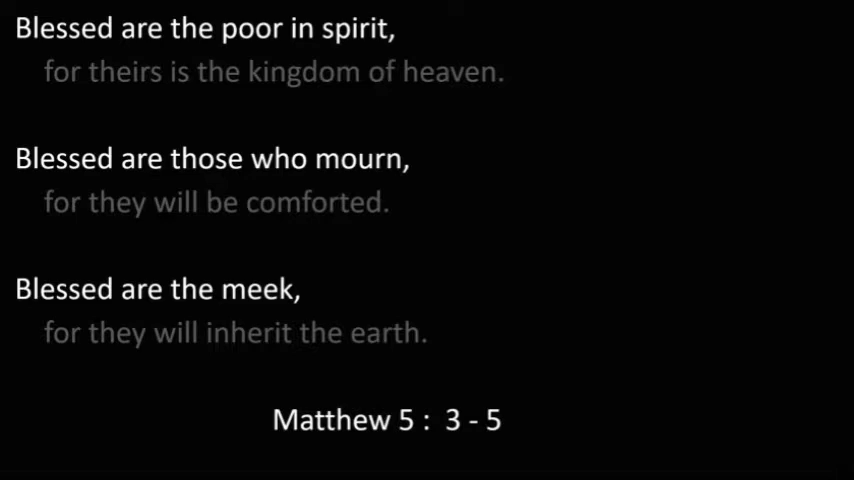 Blessed are the poor in spirit,
for theirs is the kingdom of heaven.
Blessed are those who mourn,
for they will be comforted.
Blessed are the meek,
for they will inherit the earth.
Matthew 5 :  3 - 5